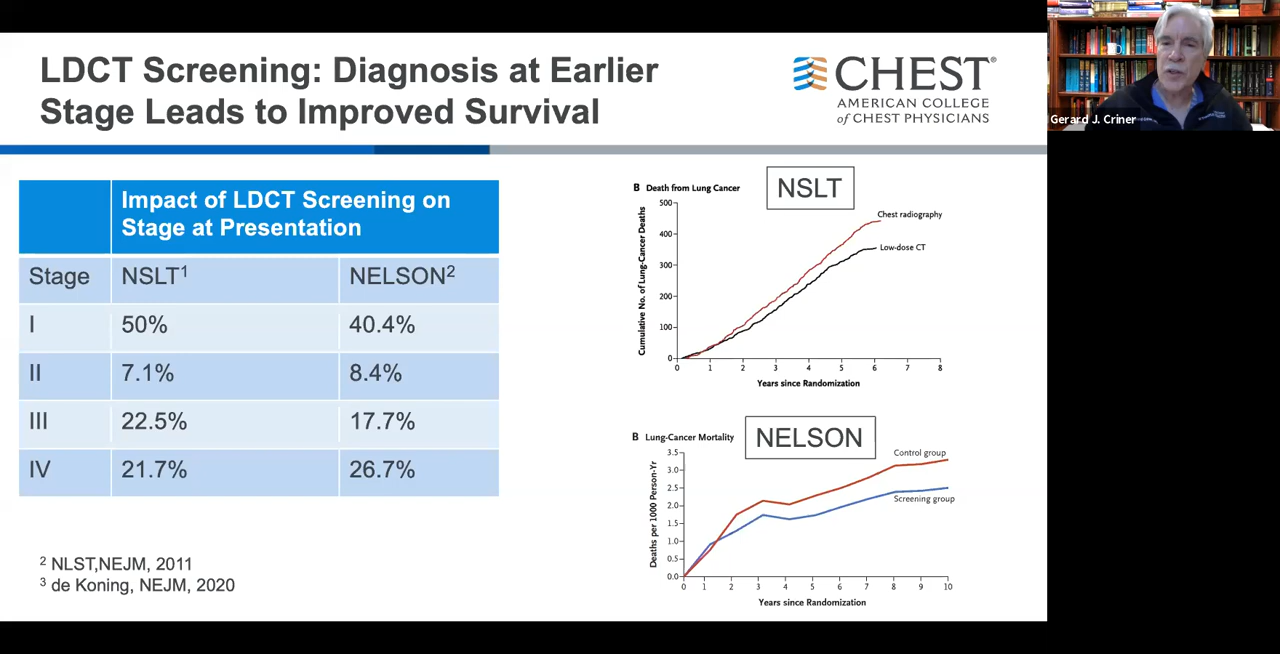 LDCT Screening: Diagnosis at Earlier
Stage Leads to Improved Survival
CHEST®
AMERICAN COLLEGE
of CHEST PHYSICIANS
Gerard J. Criner
Impact of LDCT Screening on
Stage at Presentation
Stage NSLT1 NELSON2
I 50% 40.4%
II 7.1% 8.4%
III 22.5% 17.7%
IV 21.7% 26.7%
2 NLST,NEJM, 2011
3 de Koning, NEJM, 2020
B Death from Lung Cancer
NSLT
Cumulative No. of Lung-Cancer Deaths
500
400
300
200
100
0
Chest radiography
Low-dose CT
0 1 2 3 4 5 6 7 8
Years since Randomization
B Lung-Cancer Mortality
NELSON
Deaths per 1000 Person-Yr
3.5
3.0
2.5
2.0
1.5
1.0
0.5
0.0
Control group
Screening group
0 1 2 3 4 5 6 7 8 9 10
Years since Randomization